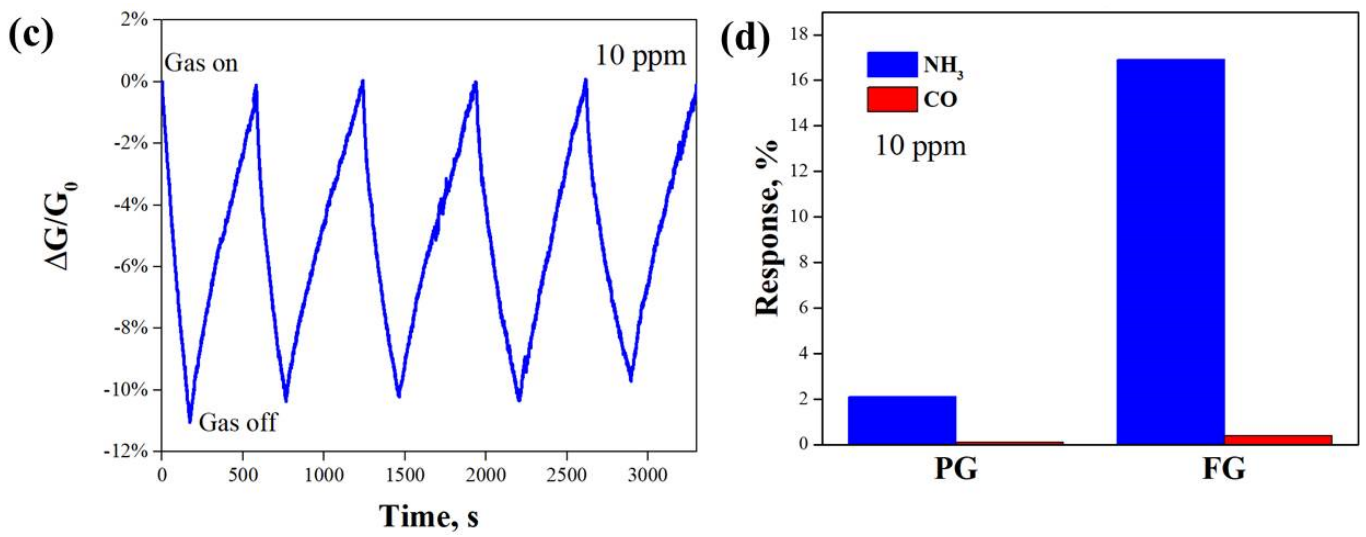 (c)
2%
0%
-2%
-4%
-6%
-8%
-10%
-12%
ΔG/G₀
Gas on
10 ppm
Gas off
0 500 1000 1500 2000 2500 3000
Time, s
(d)
18
16
14
12
10
8
6
4
2
0
Response, %
NH₃
CO
10 ppm
PG FG